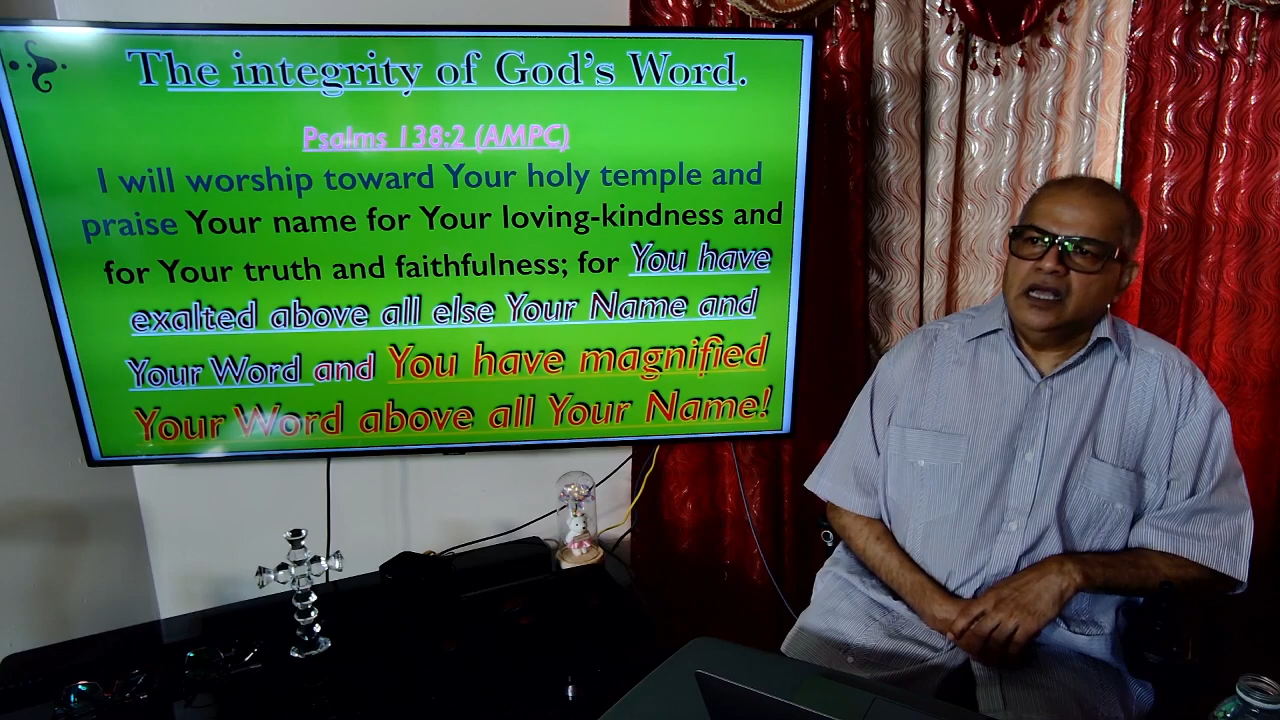 The integrity of God's Word.
Psalms 138:2 (AMPC)
I will worship toward Your holy temple and
praise Your name for Your loving-kindness and
for Your truth and faithfulness; for You have
exalted above all else Your Name and
Your Word and You have magnified
Your Word above all Your Name!